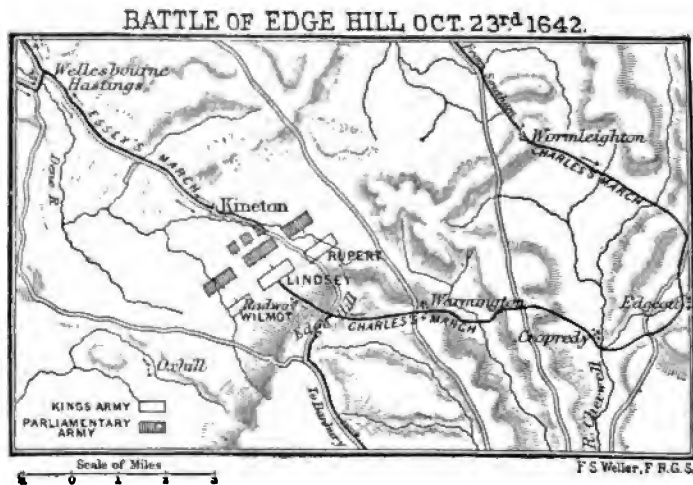 BATTLE OF EDGE HILL OCT. 23rd 1642.
Wellesbourne
Hastings
ESSEX'S MARCH
Dene R.
Kineton
Wormleighton
CHARLES'S MARCH
RUPERT
LINDSEY
Radway
WILMOT
Edge Hill
Warmington
CHARLES'S MARCH
Cropredy
Edgcott
R. Cherwell
To Banbury
Oxhill
KINGS ARMY
PARLIAMENTARY
ARMY
Scale of Miles
0 1 2 3
F S Weller, F R.G.S.